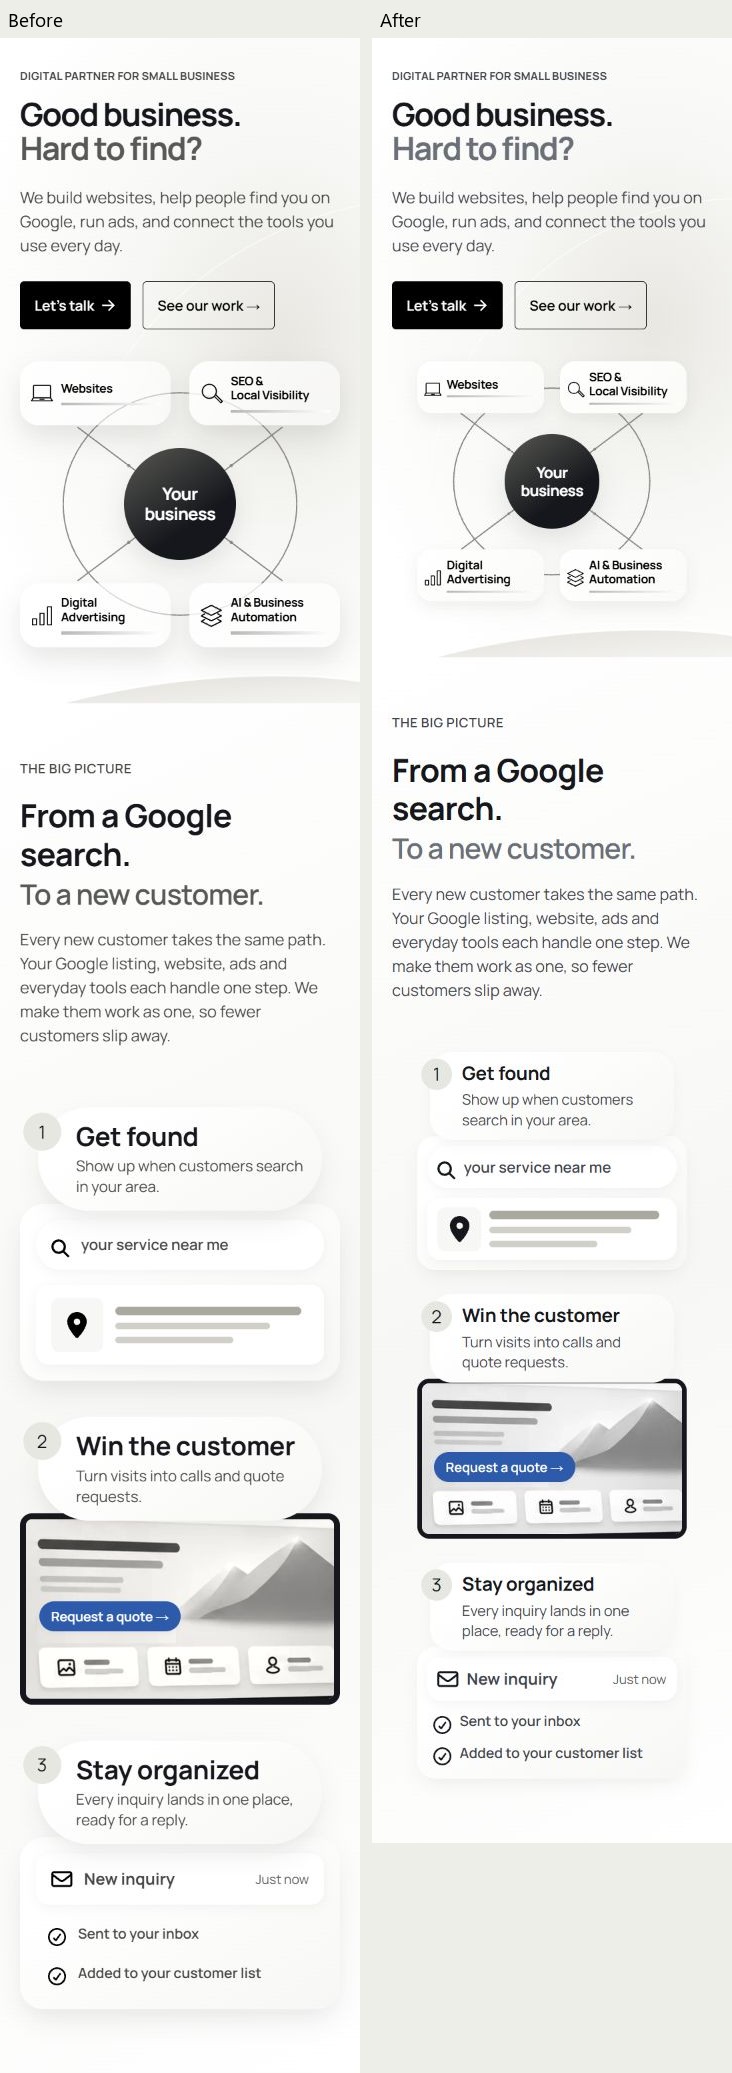 Before
DIGITAL PARTNER FOR SMALL BUSINESS
Good business.
Hard to find?
We build websites, help people find you on
Google, run ads, and connect the tools you
use every day.
Let's talk →
See our work →
Websites
SEO &
Local Visibility
Your
business
Digital
Advertising
AI & Business
Automation
THE BIG PICTURE
From a Google
search.
To a new customer.
Every new customer takes the same path.
Your Google listing, website, ads and
everyday tools each handle one step. We
make them work as one, so fewer
customers slip away.
1
Get found
Show up when customers search
in your area.
your service near me
2
Win the customer
Turn visits into calls and quote
requests.
Request a quote →
3
Stay organized
Every inquiry lands in one place,
ready for a reply.
New inquiry
Just now
Sent to your inbox
Added to your customer list
After
DIGITAL PARTNER FOR SMALL BUSINESS
Good business.
Hard to find?
We build websites, help people find you on
Google, run ads, and connect the tools you
use every day.
Let's talk →
See our work →
Websites
SEO &
Local Visibility
Your
business
Digital
Advertising
AI & Business
Automation
THE BIG PICTURE
From a Google
search.
To a new customer.
Every new customer takes the same path.
Your Google listing, website, ads and
everyday tools each handle one step. We
make them work as one, so fewer
customers slip away.
1
Get found
Show up when customers
search in your area.
your service near me
2
Win the customer
Turn visits into calls and
quote requests.
Request a quote →
3
Stay organized
Every inquiry lands in one
place, ready for a reply.
New inquiry
Just now
Sent to your inbox
Added to your customer list